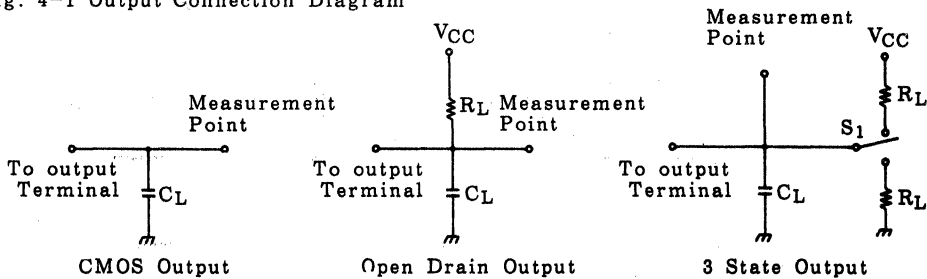 g. 4-1 Output Connection Diagram
Measurement
Point
To output
Terminal
CL
CMOS Output
VCC
RL
Measurement
Point
To output
Terminal
CL
Open Drain Output
Measurement
Point
VCC
RL
S1
To output
Terminal
CL
RL
3 State Output